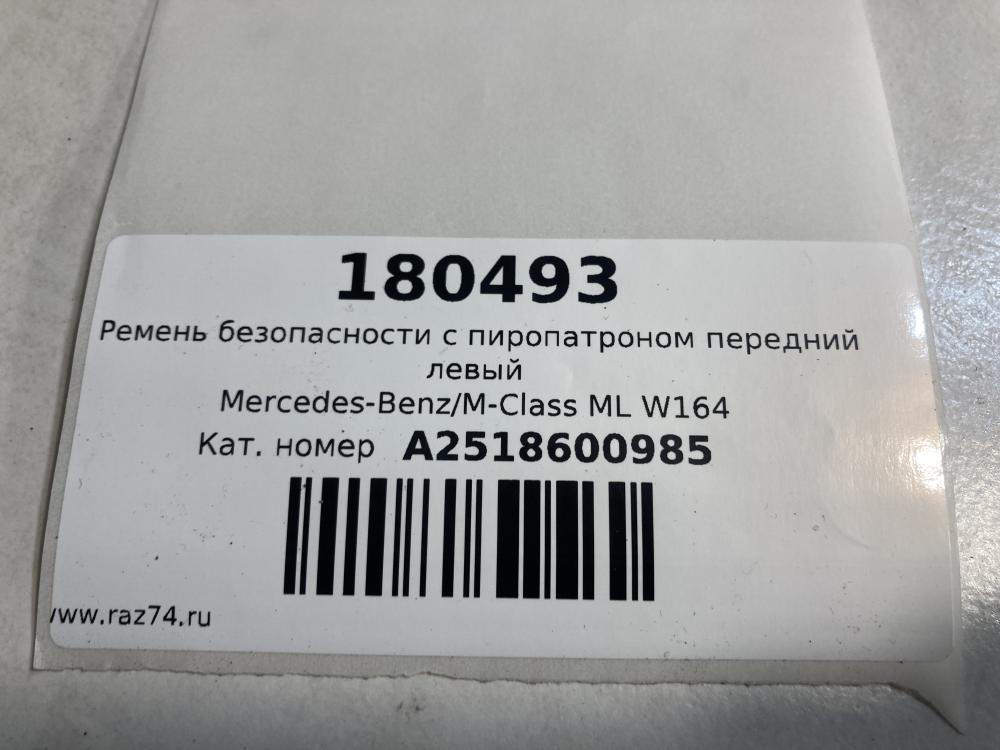 180493
Ремень безопасности с пиропатроном передний
левый
Mercedes-Benz/M-Class ML W164
Кат. номер A2518600985
www.raz74.ru